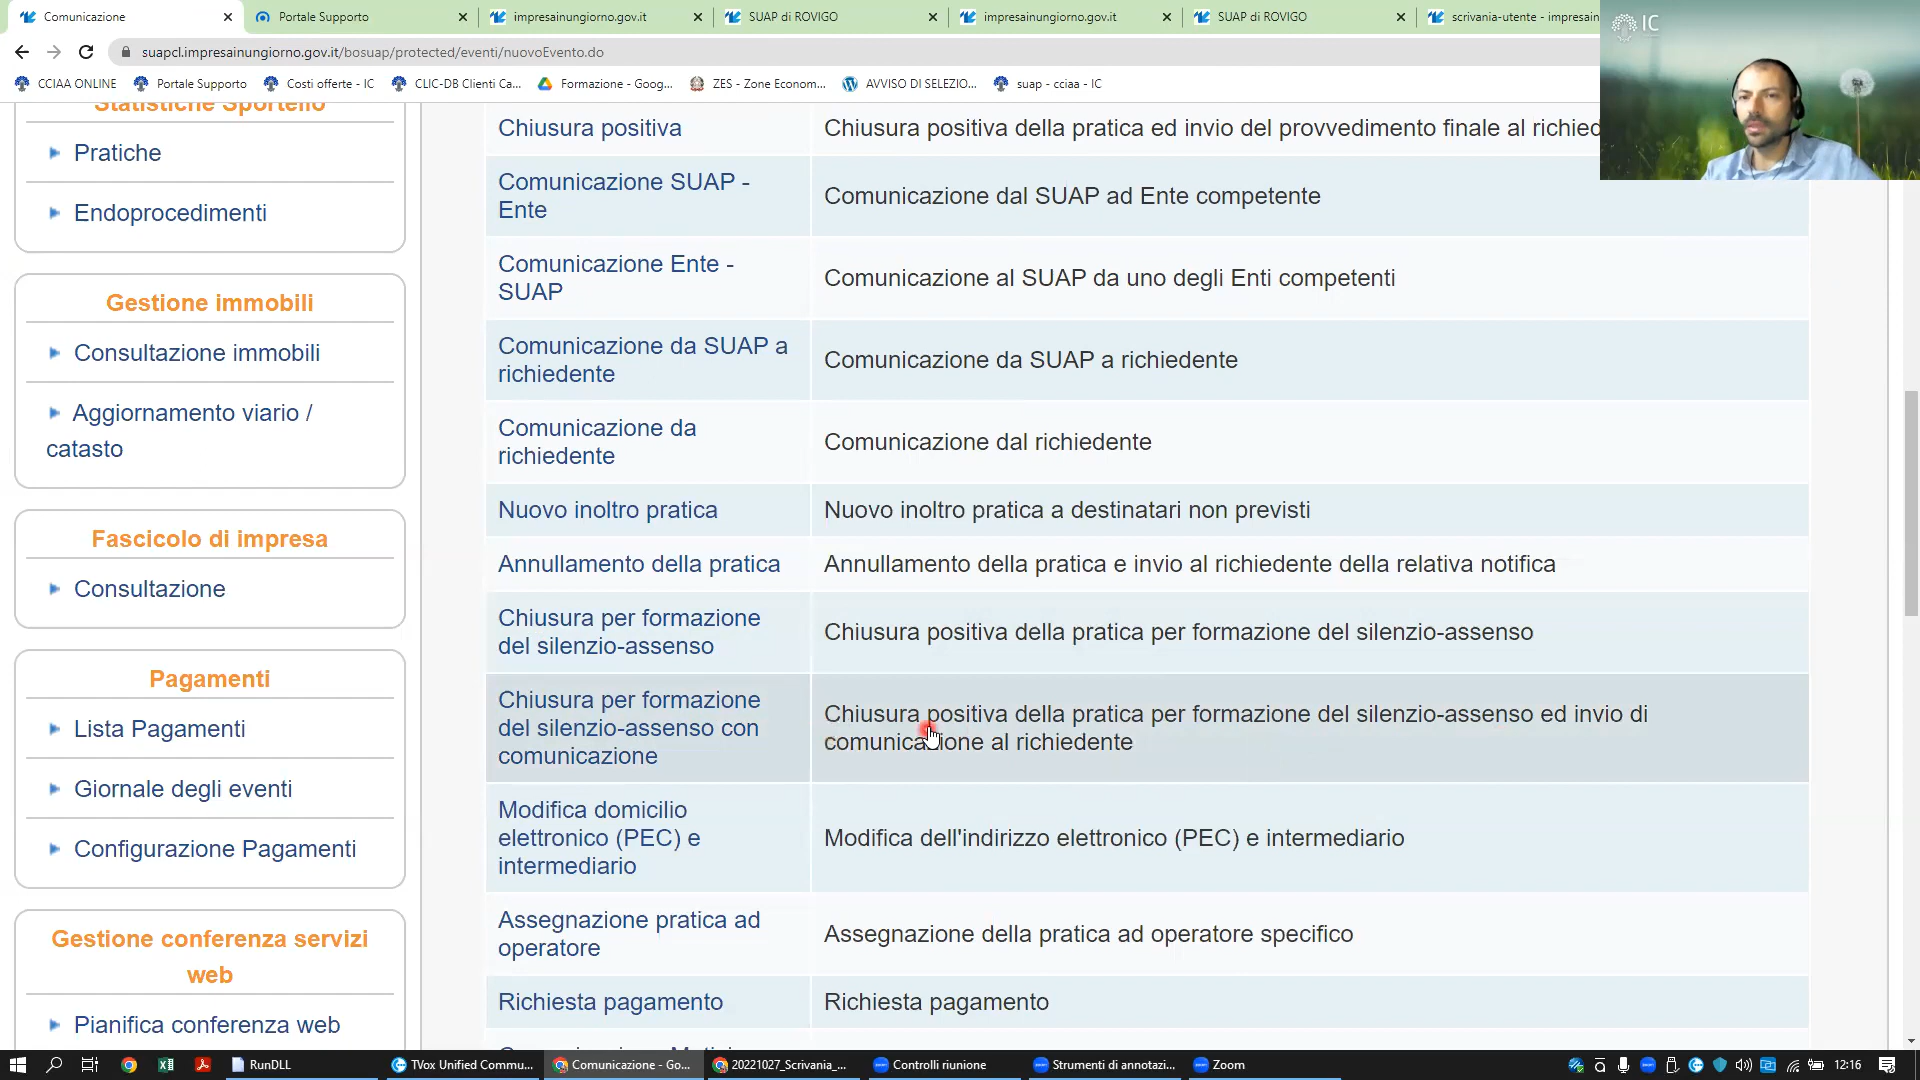 Comunicazione
Portale Supporto
impresainungiorno.gov.it
SUAP di ROVIGO
impresainungiorno.gov.it
SUAP di ROVIGO
scrivania-utente - impresain
IC
suapcl.impresainungiorno.gov.it/bosuap/protected/eventi/nuovoEvento.do
CCIAA ONLINE
Portale Supporto
Costi offerte - IC
CLIC-DB Clienti Ca...
Formazione - Goog...
ZES - Zone Econom...
AVVISO DI SELEZIO...
suap - cciaa - IC
Statistiche Sportello
Pratiche
Endoprocedimenti
Gestione immobili
Consultazione immobili
Aggiornamento viario /
catasto
Fascicolo di impresa
Consultazione
Pagamenti
Lista Pagamenti
Giornale degli eventi
Configurazione Pagamenti
Gestione conferenza servizi
web
Pianifica conferenza web
Chiusura positiva
Chiusura positiva della pratica ed invio del provvedimento finale al richied
Comunicazione SUAP -
Ente
Comunicazione dal SUAP ad Ente competente
Comunicazione Ente -
SUAP
Comunicazione al SUAP da uno degli Enti competenti
Comunicazione da SUAP a
richiedente
Comunicazione da SUAP a richiedente
Comunicazione da
richiedente
Comunicazione dal richiedente
Nuovo inoltro pratica
Nuovo inoltro pratica a destinatari non previsti
Annullamento della pratica
Annullamento della pratica e invio al richiedente della relativa notifica
Chiusura per formazione
del silenzio-assenso
Chiusura positiva della pratica per formazione del silenzio-assenso
Chiusura per formazione
del silenzio-assenso con
comunicazione
Chiusura positiva della pratica per formazione del silenzio-assenso ed invio di
comunicazione al richiedente
Modifica domicilio
elettronico (PEC) e
intermediario
Modifica dell'indirizzo elettronico (PEC) e intermediario
Assegnazione pratica ad
operatore
Assegnazione della pratica ad operatore specifico
Richiesta pagamento
Richiesta pagamento
RunDLL
TVox Unified Commu...
Comunicazione - Go...
20221027_Scrivania_...
Controlli riunione
Strumenti di annotazi...
Zoom
12:16